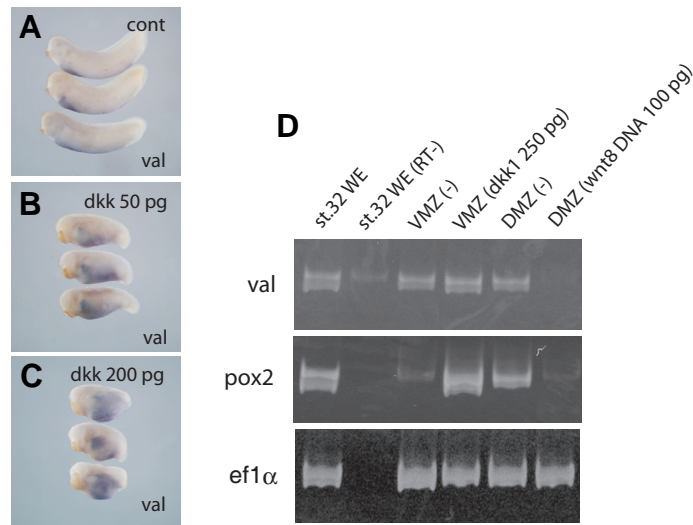 A
cont
val
B
dkk 50 pg
val
C
dkk 200 pg
val
D
st.32 WE
st.32 WE (RT-)
VMZ (-)
VMZ (dkk1 250 pg)
DMZ (-)
DMZ (wnt8 DNA 100 pg)
val
pox2
ef1α